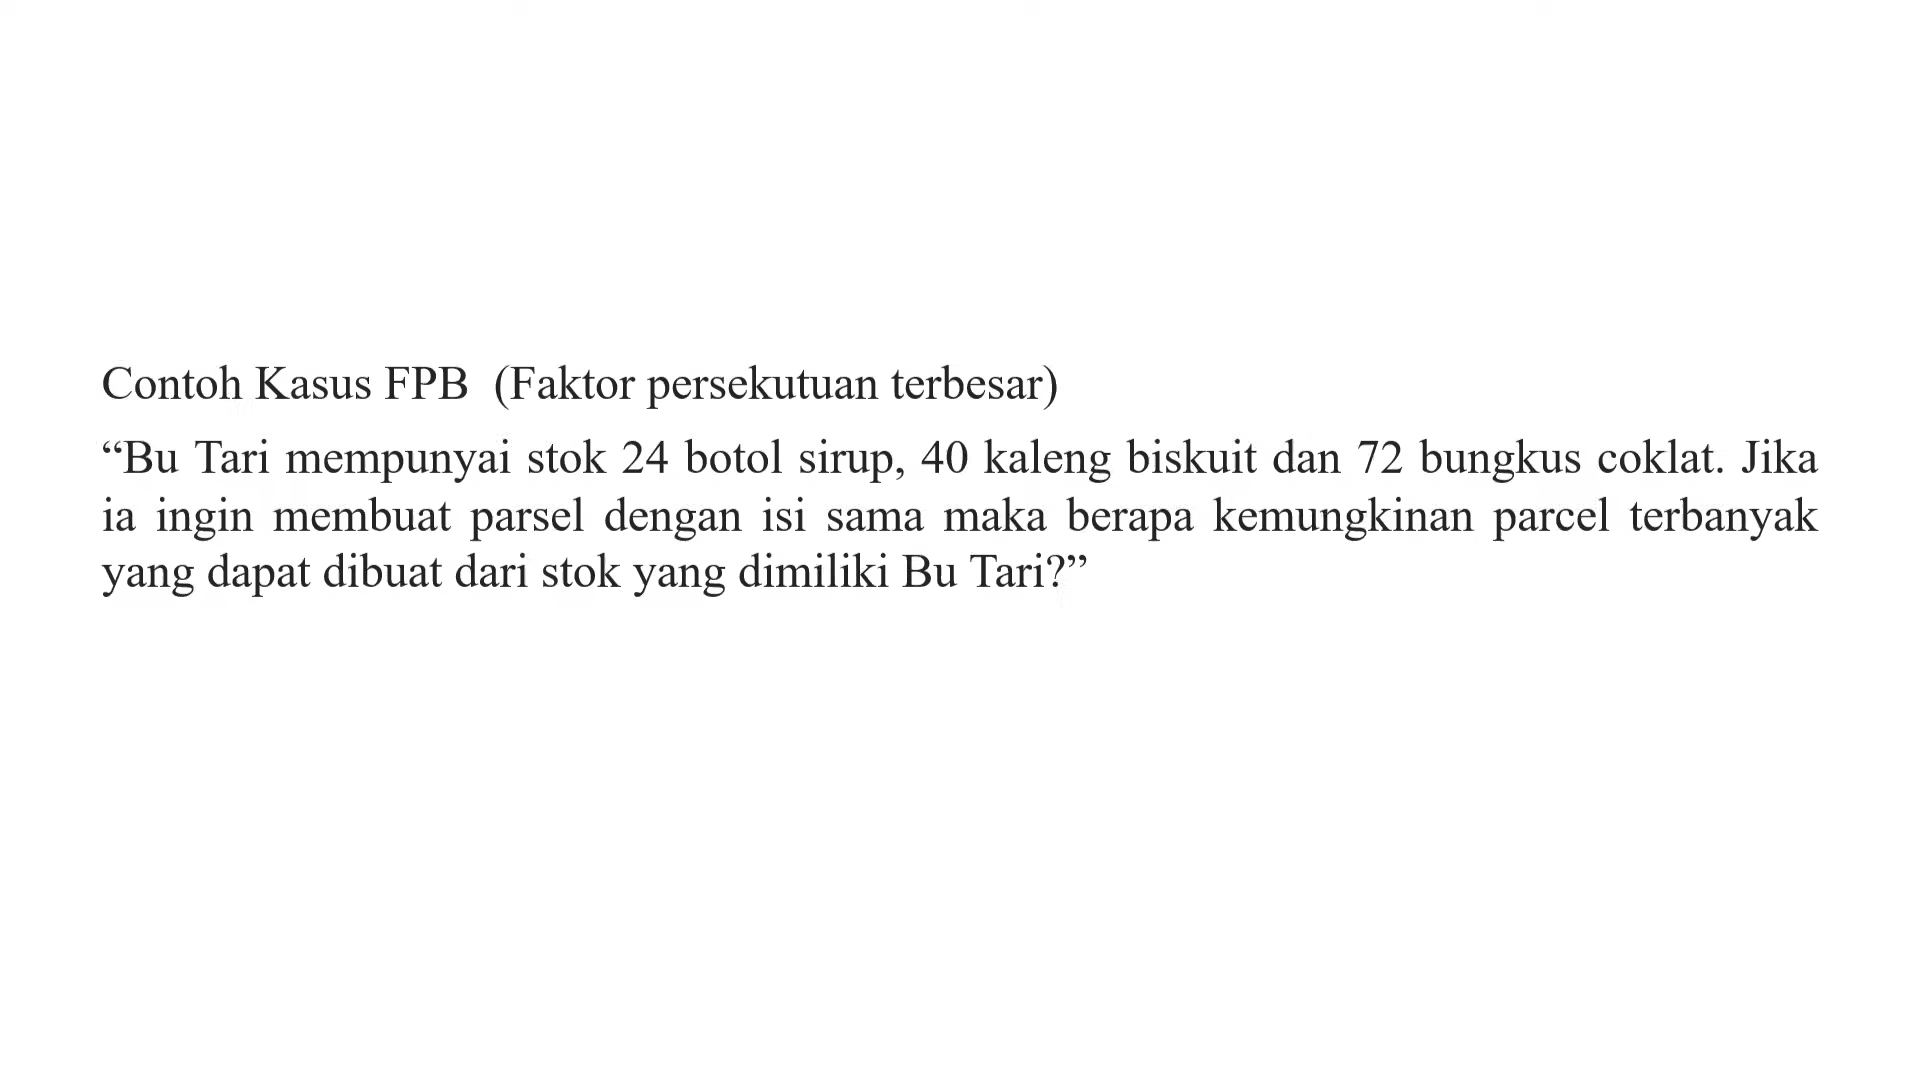 Contoh Kasus FPB  (Faktor persekutuan terbesar)
“Bu Tari mempunyai stok 24 botol sirup, 40 kaleng biskuit dan 72 bungkus coklat. Jika
ia ingin membuat parsel dengan isi sama maka berapa kemungkinan parcel terbanyak
yang dapat dibuat dari stok yang dimiliki Bu Tari?”